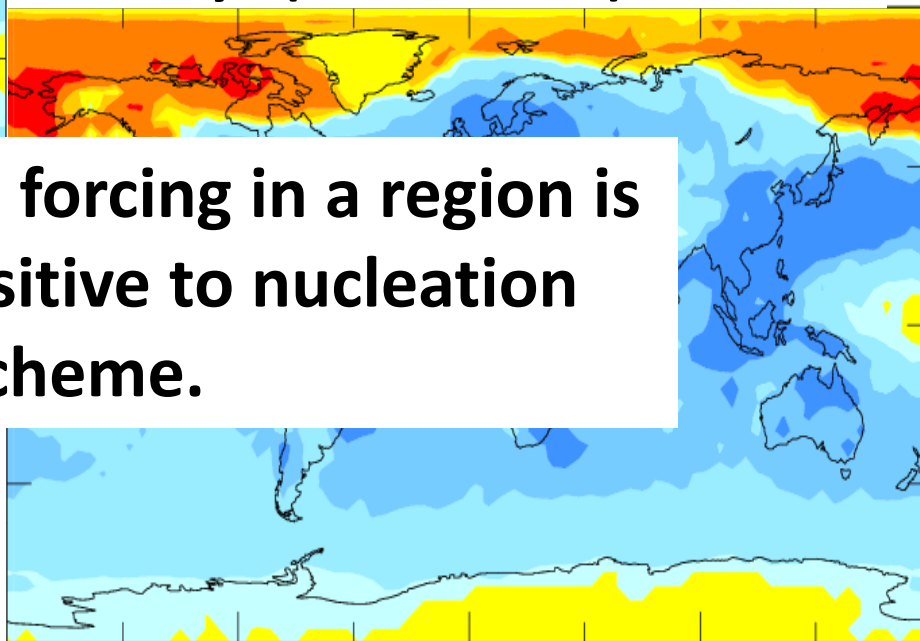 forcing in a region is
sitive to nucleation
cheme.